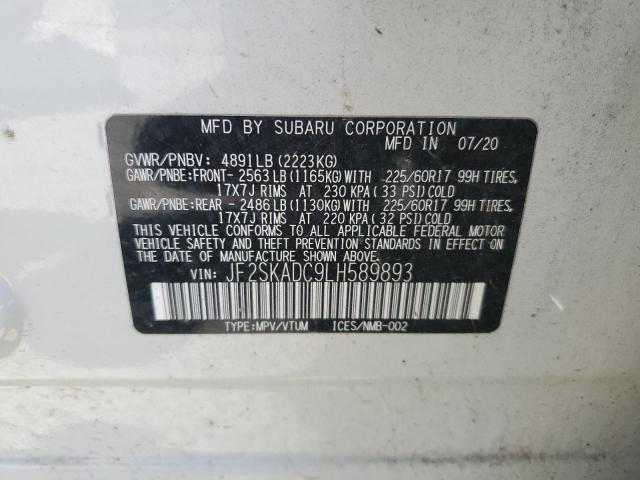 MFD BY SUBARU CORPORATION
MFD IN 07/20
GVWR/PNBV: 4891LB (2223KG)
GAWR/PNBE:FRONT- 2563 LB (1165KG)WITH 225/60R17 99H TIRES,
17X7J RIMS AT 230 KPA ( 33 PSI) COLD
GAWR/PNBE:REAR - 2486 LB (1130KG)WITH 225/60R17 99H TIRES,
17X7J RIMS AT 220 KPA ( 32 PSI) COLD
THIS VEHICLE CONFORMS TO ALL APPLICABLE FEDERAL MOTOR
VEHICLE SAFETY AND THEFT PREVENTION STANDARDS IN EFFECT
ON THE DATE OF MANUFACTURE SHOWN ABOVE.
VIN: JF2SKADC9LH589893
TYPE:MPV/VTUM ICES/NMB-002